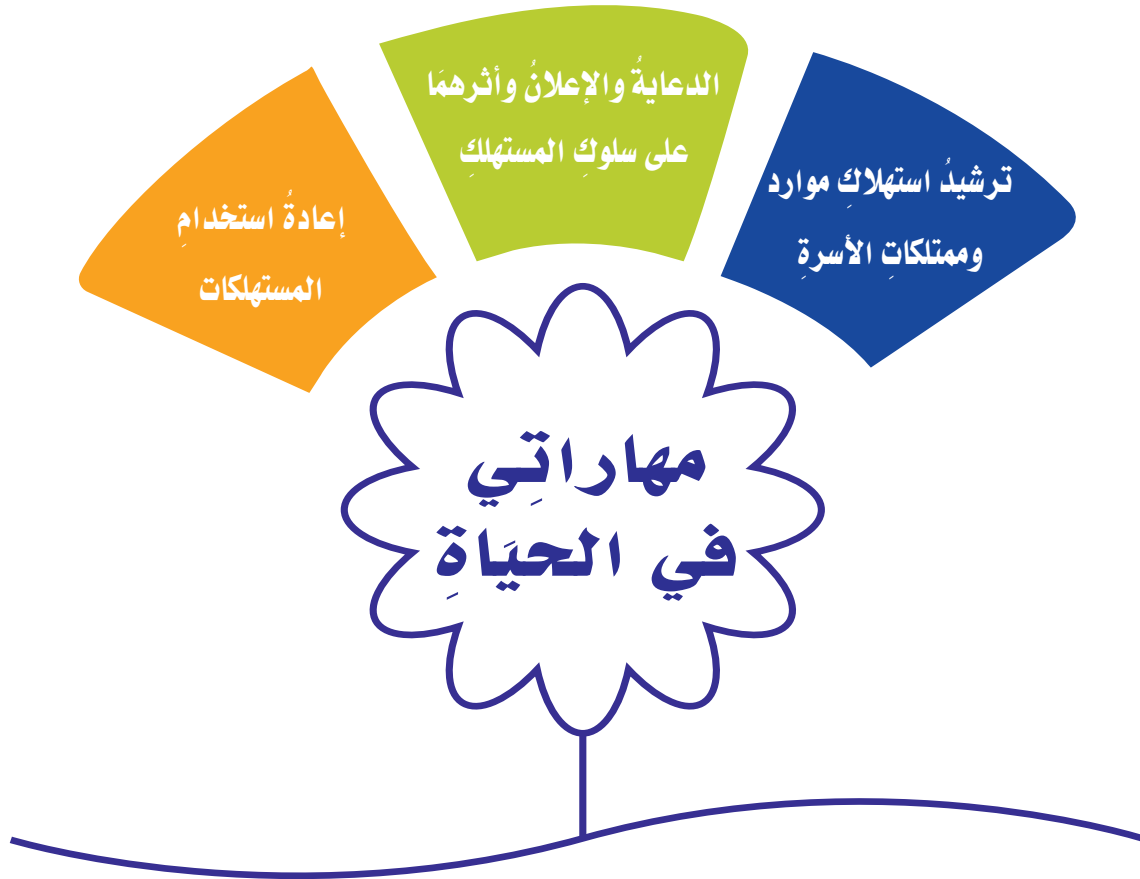 ترشيدُ استهلاكِ موارد
وممتلكاتِ الأسرةِ
الدعايةُ والإعلانُ وأثرهمَا
على سلوكِ المستهلكِ
إعادةُ استخدامِ
المستهلكات
مهاراتِي
في الحيَاةِ